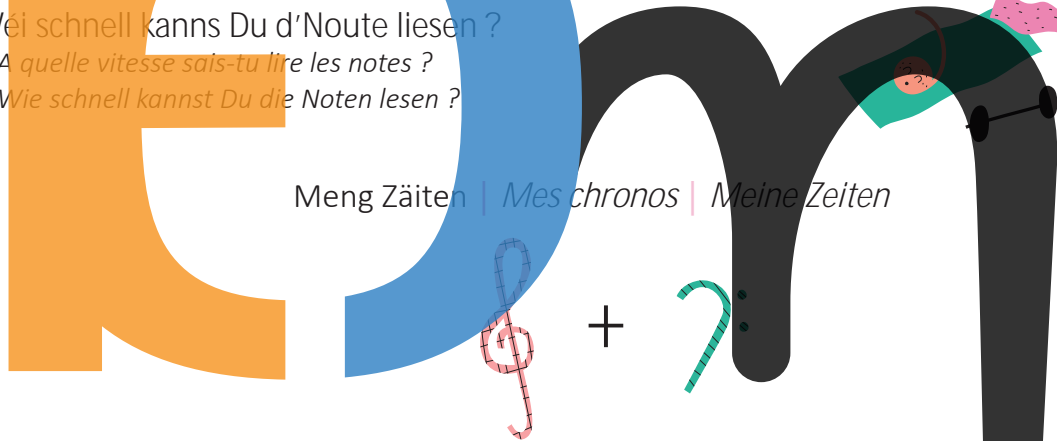 Wéi schnell kanns Du d'Noute liesen ?
A quelle vitesse sais-tu lire les notes ?
Wie schnell kannst Du die Noten lesen ?
Meng Zäiten | Mes chronos | Meine Zeiten
+